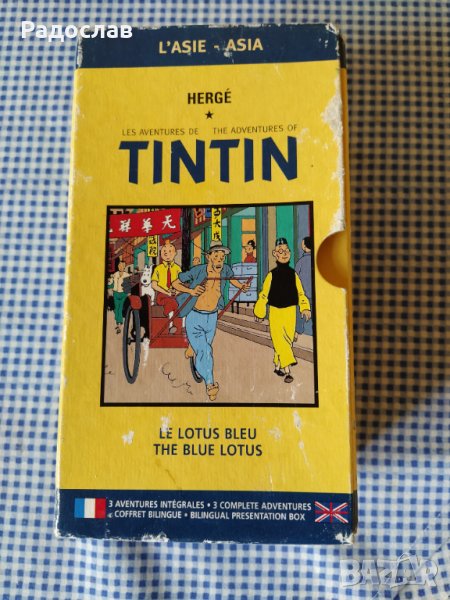 Радослав
L'ASIE - ASIA
HERGÉ
LES AVENTURES DE THE ADVENTURES OF
TINTIN
LE LOTUS BLEU
THE BLUE LOTUS
3 AVENTURES INTÉGRALES • 3 COMPLETE ADVENTURES
COFFRET BILINGUE • BILINGUAL PRESENTATION BOX
BAZAR